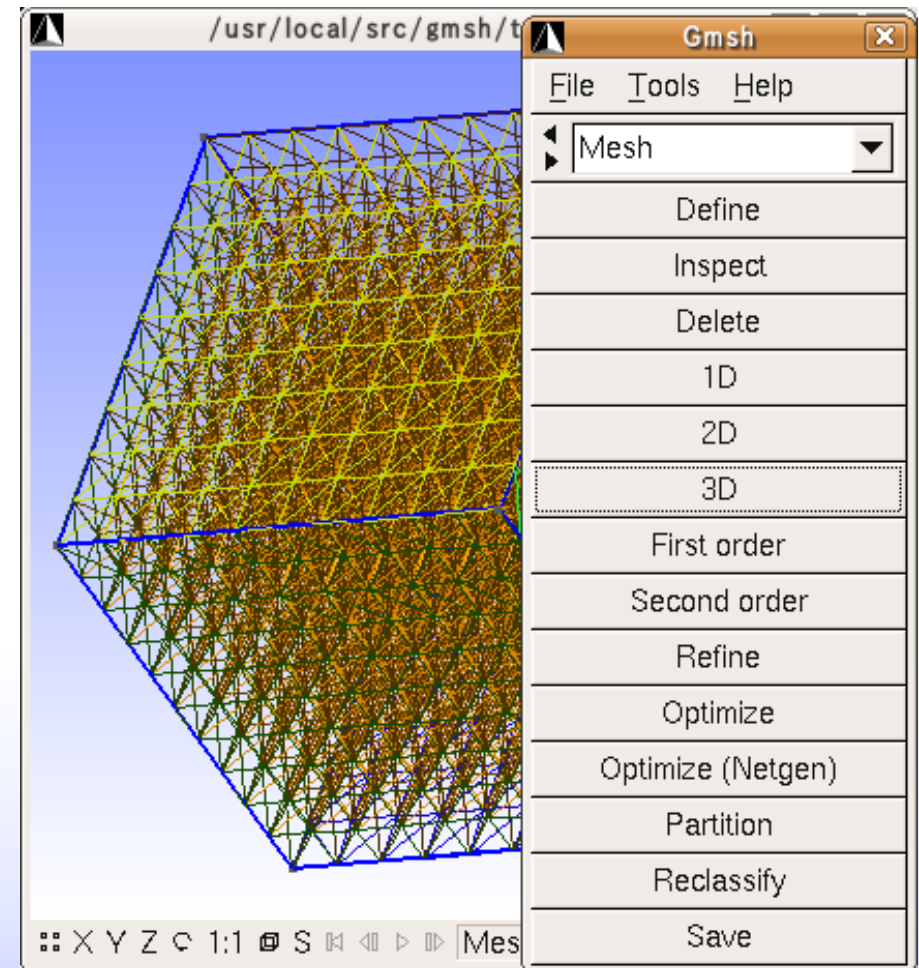 /usr/local/src/gmsh/t
Gmsh
File Tools Help
Mesh
Define
Inspect
Delete
1D
2D
3D
First order
Second order
Refine
Optimize
Optimize (Netgen)
Partition
Reclassify
Save
X Y Z 1:1 S Mes